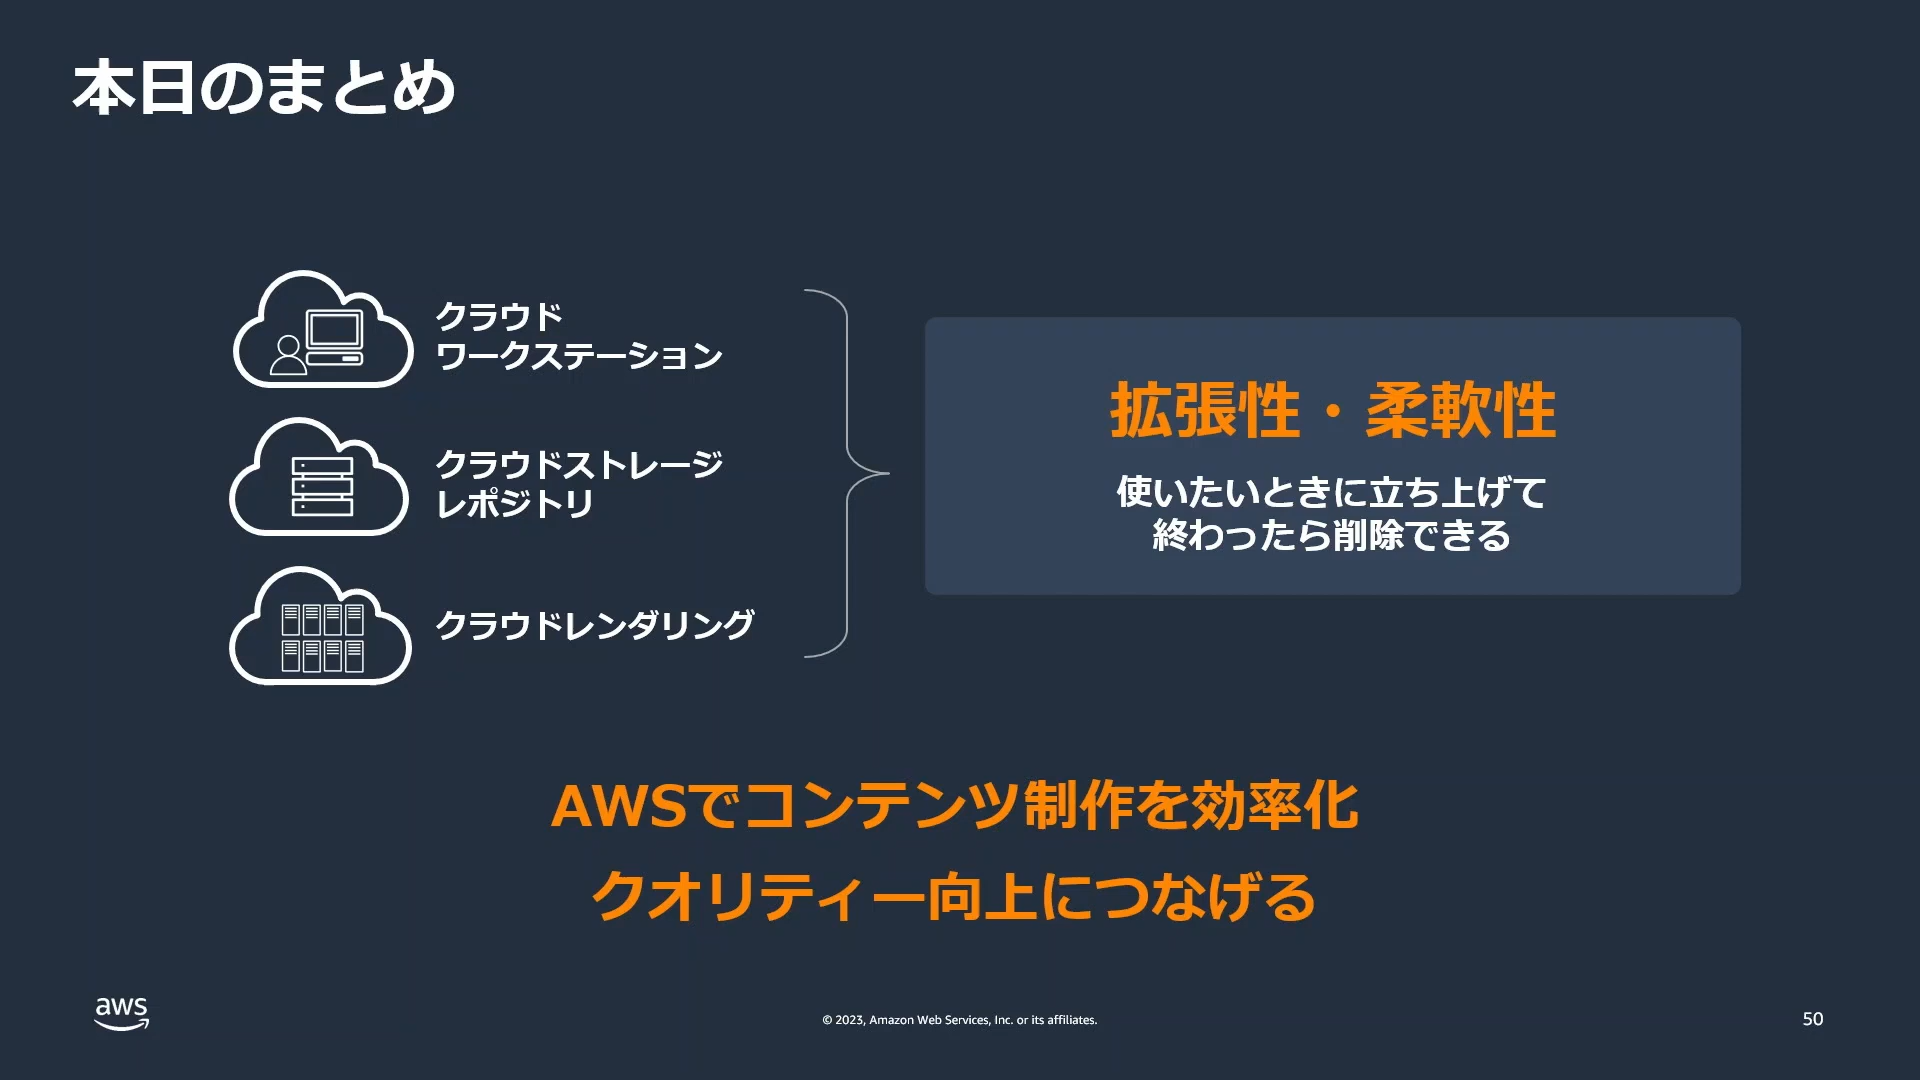 本日のまとめ
クラウド
ワークステーション
クラウドストレージ
レポジトリ
クラウドレンダリング
拡張性・柔軟性
使いたいときに立ち上げて
終わったら削除できる
AWSでコンテンツ制作を効率化
クオリティー向上につなげる
aws
© 2023, Amazon Web Services, Inc. or its affiliates.
50